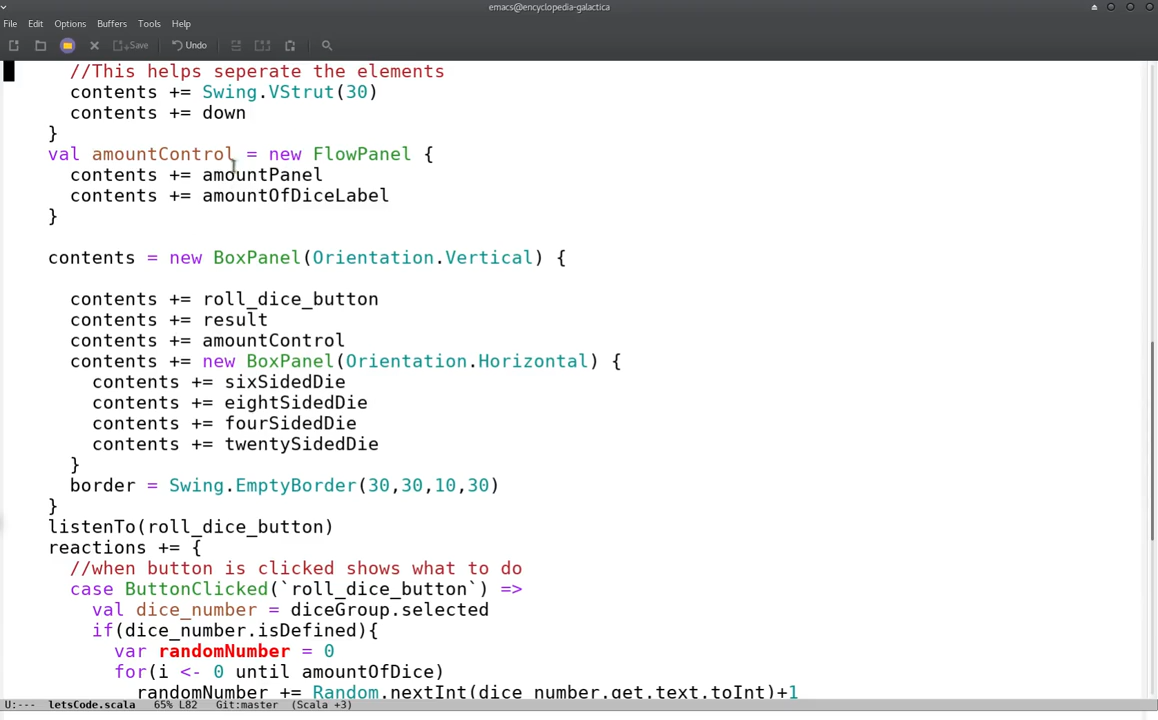 emacs@encyclopedia-galactica
File Edit Options Buffers Tools Help
Save Undo
//This helps seperate the elements
contents += Swing.VStrut(30)
contents += down
}
val amountControl = new FlowPanel {
contents += amountPanel
contents += amountOfDiceLabel
}
contents = new BoxPanel(Orientation.Vertical) {
contents += roll_dice_button
contents += result
contents += amountControl
contents += new BoxPanel(Orientation.Horizontal) {
contents += sixSidedDie
contents += eightSidedDie
contents += fourSidedDie
contents += twentySidedDie
}
border = Swing.EmptyBorder(30,30,10,30)
}
listenTo(roll_dice_button)
reactions += {
//when button is clicked shows what to do
case ButtonClicked(`roll_dice_button`) =>
val dice_number = diceGroup.selected
if(dice_number.isDefined){
var randomNumber = 0
for(i <- 0 until amountOfDice)
randomNumber += Random.nextInt(dice_number.get.text.toInt)+1
U:--- letsCode.scala 65% L82 Git:master (Scala +3)